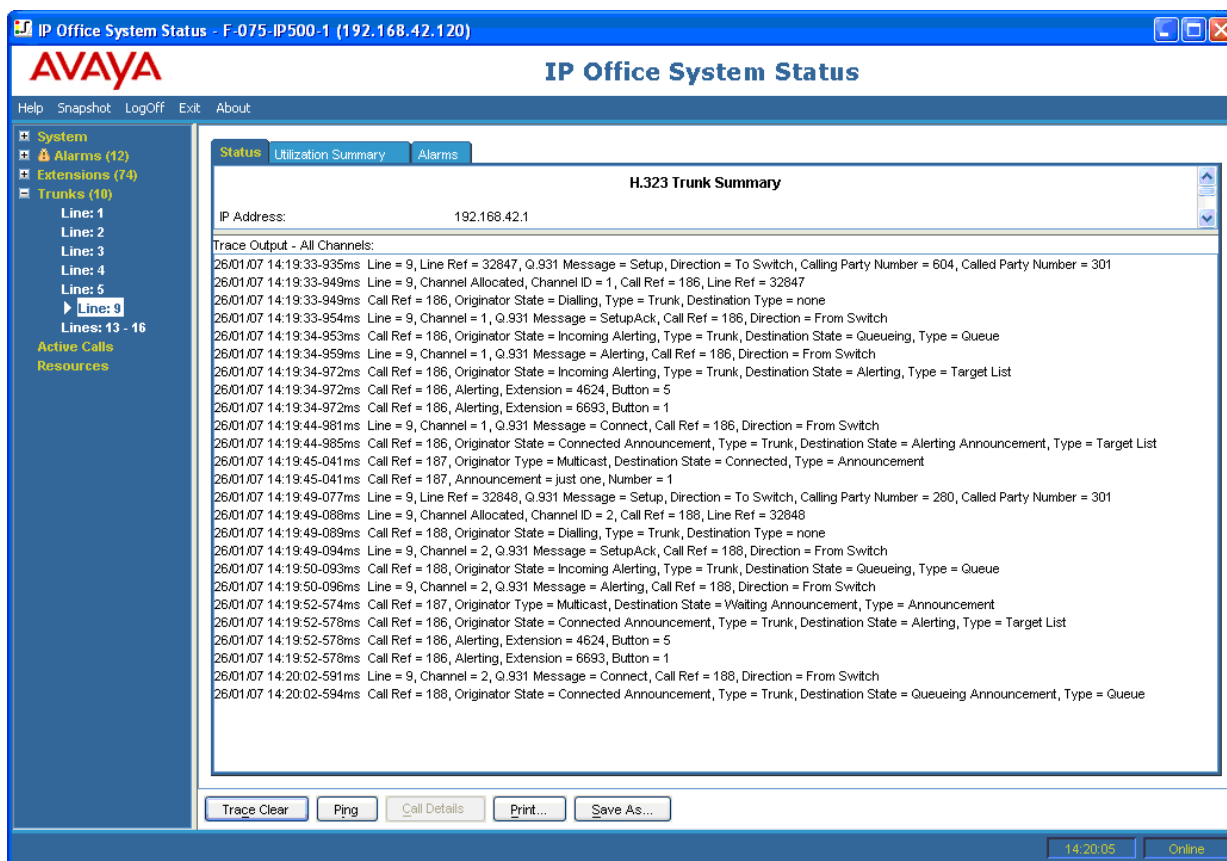 IP Office System Status - F-075-IP500-1 (192.168.42.120)
AVAYA
IP Office System Status
Help Snapshot LogOff Exit About
System
Alarms (12)
Extensions (74)
Trunks (10)
Line: 1
Line: 2
Line: 3
Line: 4
Line: 5
Line: 9
Lines: 13 - 16
Active Calls
Resources
Status Utilization Summary Alarms
H.323 Trunk Summary
IP Address: 192.168.42.1
Trace Output - All Channels:
26/01/07 14:19:33-935ms Line = 9, Line Ref = 32847, Q.931 Message = Setup, Direction = To Switch, Calling Party Number = 604, Called Party Number = 301
26/01/07 14:19:33-949ms Line = 9, Channel Allocated, Channel ID = 1, Call Ref = 186, Line Ref = 32847
26/01/07 14:19:33-949ms Call Ref = 186, Originator State = Dialling, Type = Trunk, Destination Type = none
26/01/07 14:19:33-954ms Line = 9, Channel = 1, Q.931 Message = SetupAck, Call Ref = 186, Direction = From Switch
26/01/07 14:19:34-953ms Call Ref = 186, Originator State = Incoming Alerting, Type = Trunk, Destination State = Queueing, Type = Queue
26/01/07 14:19:34-959ms Line = 9, Channel = 1, Q.931 Message = Alerting, Call Ref = 186, Direction = From Switch
26/01/07 14:19:34-972ms Call Ref = 186, Originator State = Incoming Alerting, Type = Trunk, Destination State = Alerting, Type = Target List
26/01/07 14:19:34-972ms Call Ref = 186, Alerting, Extension = 4624, Button = 5
26/01/07 14:19:34-972ms Call Ref = 186, Alerting, Extension = 6693, Button = 1
26/01/07 14:19:44-981ms Line = 9, Channel = 1, Q.931 Message = Connect, Call Ref = 186, Direction = From Switch
26/01/07 14:19:44-985ms Call Ref = 186, Originator State = Connected Announcement, Type = Trunk, Destination State = Alerting Announcement, Type = Target List
26/01/07 14:19:45-041ms Call Ref = 187, Originator Type = Multicast, Destination State = Connected, Type = Announcement
26/01/07 14:19:45-041ms Call Ref = 187, Announcement = just one, Number = 1
26/01/07 14:19:49-077ms Line = 9, Line Ref = 32848, Q.931 Message = Setup, Direction = To Switch, Calling Party Number = 280, Called Party Number = 301
26/01/07 14:19:49-088ms Line = 9, Channel Allocated, Channel ID = 2, Call Ref = 188, Line Ref = 32848
26/01/07 14:19:49-089ms Call Ref = 188, Originator State = Dialling, Type = Trunk, Destination Type = none
26/01/07 14:19:49-094ms Line = 9, Channel = 2, Q.931 Message = SetupAck, Call Ref = 188, Direction = From Switch
26/01/07 14:19:50-093ms Call Ref = 188, Originator State = Incoming Alerting, Type = Trunk, Destination State = Queueing, Type = Queue
26/01/07 14:19:50-096ms Line = 9, Channel = 2, Q.931 Message = Alerting, Call Ref = 188, Direction = From Switch
26/01/07 14:19:52-574ms Call Ref = 187, Originator Type = Multicast, Destination State = Waiting Announcement, Type = Announcement
26/01/07 14:19:52-578ms Call Ref = 186, Originator State = Connected Announcement, Type = Trunk, Destination State = Alerting, Type = Target List
26/01/07 14:19:52-578ms Call Ref = 186, Alerting, Extension = 4624, Button = 5
26/01/07 14:19:52-578ms Call Ref = 186, Alerting, Extension = 6693, Button = 1
26/01/07 14:20:02-591ms Line = 9, Channel = 2, Q.931 Message = Connect, Call Ref = 188, Direction = From Switch
26/01/07 14:20:02-594ms Call Ref = 188, Originator State = Connected Announcement, Type = Trunk, Destination State = Queueing Announcement, Type = Queue
Trace Clear Ping Call Details Print... Save As...
14:20:05 Online